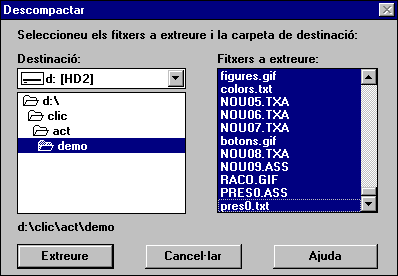 Descompactar
Seleccioneu els fitxers a extreure i la carpeta de destinació:
Destinació:
d: [HD2]
d:\
clic
act
demo
d:\clic\act\demo
Fitxers a extreure:
figures.gif
colors.txt
NOU05.TXA
NOU06.TXA
NOU07.TXA
botons.gif
NOU08.TXA
NOU09.ASS
RACO.GIF
PRES0.ASS
pres0.txt
Extreure
Cancel·lar
Ajuda